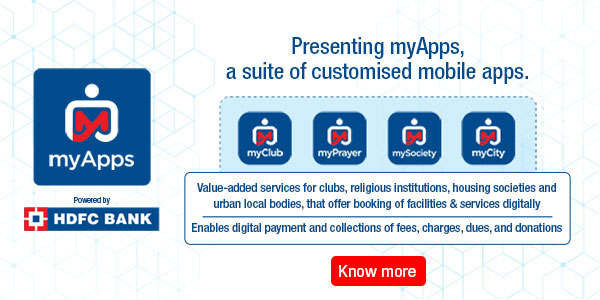 Presenting myApps,
a suite of customised mobile apps.
myApps
Powered by
HDFC BANK
myClub
myPrayer
mySociety
myCity
Value-added services for clubs, religious institutions, housing societies and
urban local bodies, that offer booking of facilities & services digitally
Enables digital payment and collections of fees, charges, dues, and donations
Know more